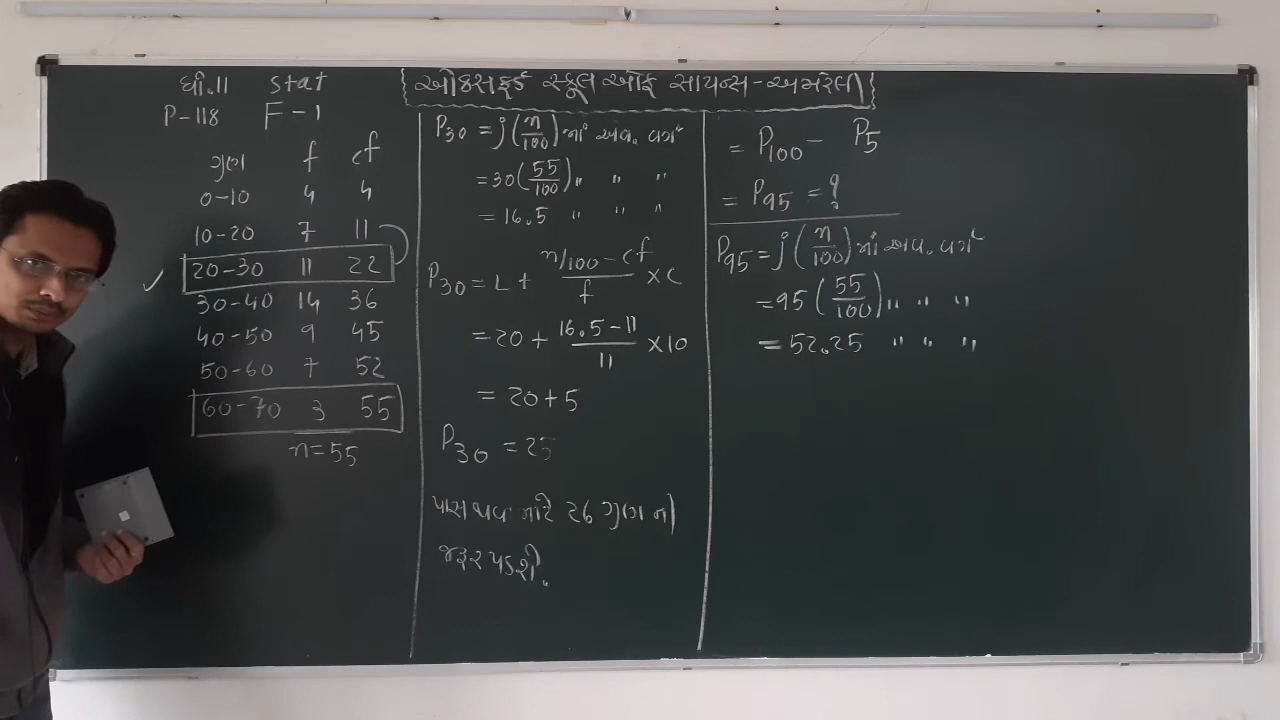 ધો.11 stat
P-118 F-1
ઓક્સફર્ડ સ્કૂલ ઓફ સાયન્સ-અમરેલી
ગુણ f cf
0-10 4 4
10-20 7 11
20-30 11 22
30-40 14 36
40-50 9 45
50-60 7 52
60-70 3 55
n=55
P30 = j(n/100) માં અવ. વર્ગ
=30(55/100) " " "
=16.5 " " "
P30 = L + n/100-cf/f × C
=20+ 16.5-11/11 ×10
= 20+5
P30 = 25
પાસ થવા માટે 26 ગુણ ની
જરૂર પડશે.
= P100 - P5
= P95 = ?
P95 = j(n/100) માં અવ. વર્ગ
=95(55/100) " " "
= 52.25 " " "